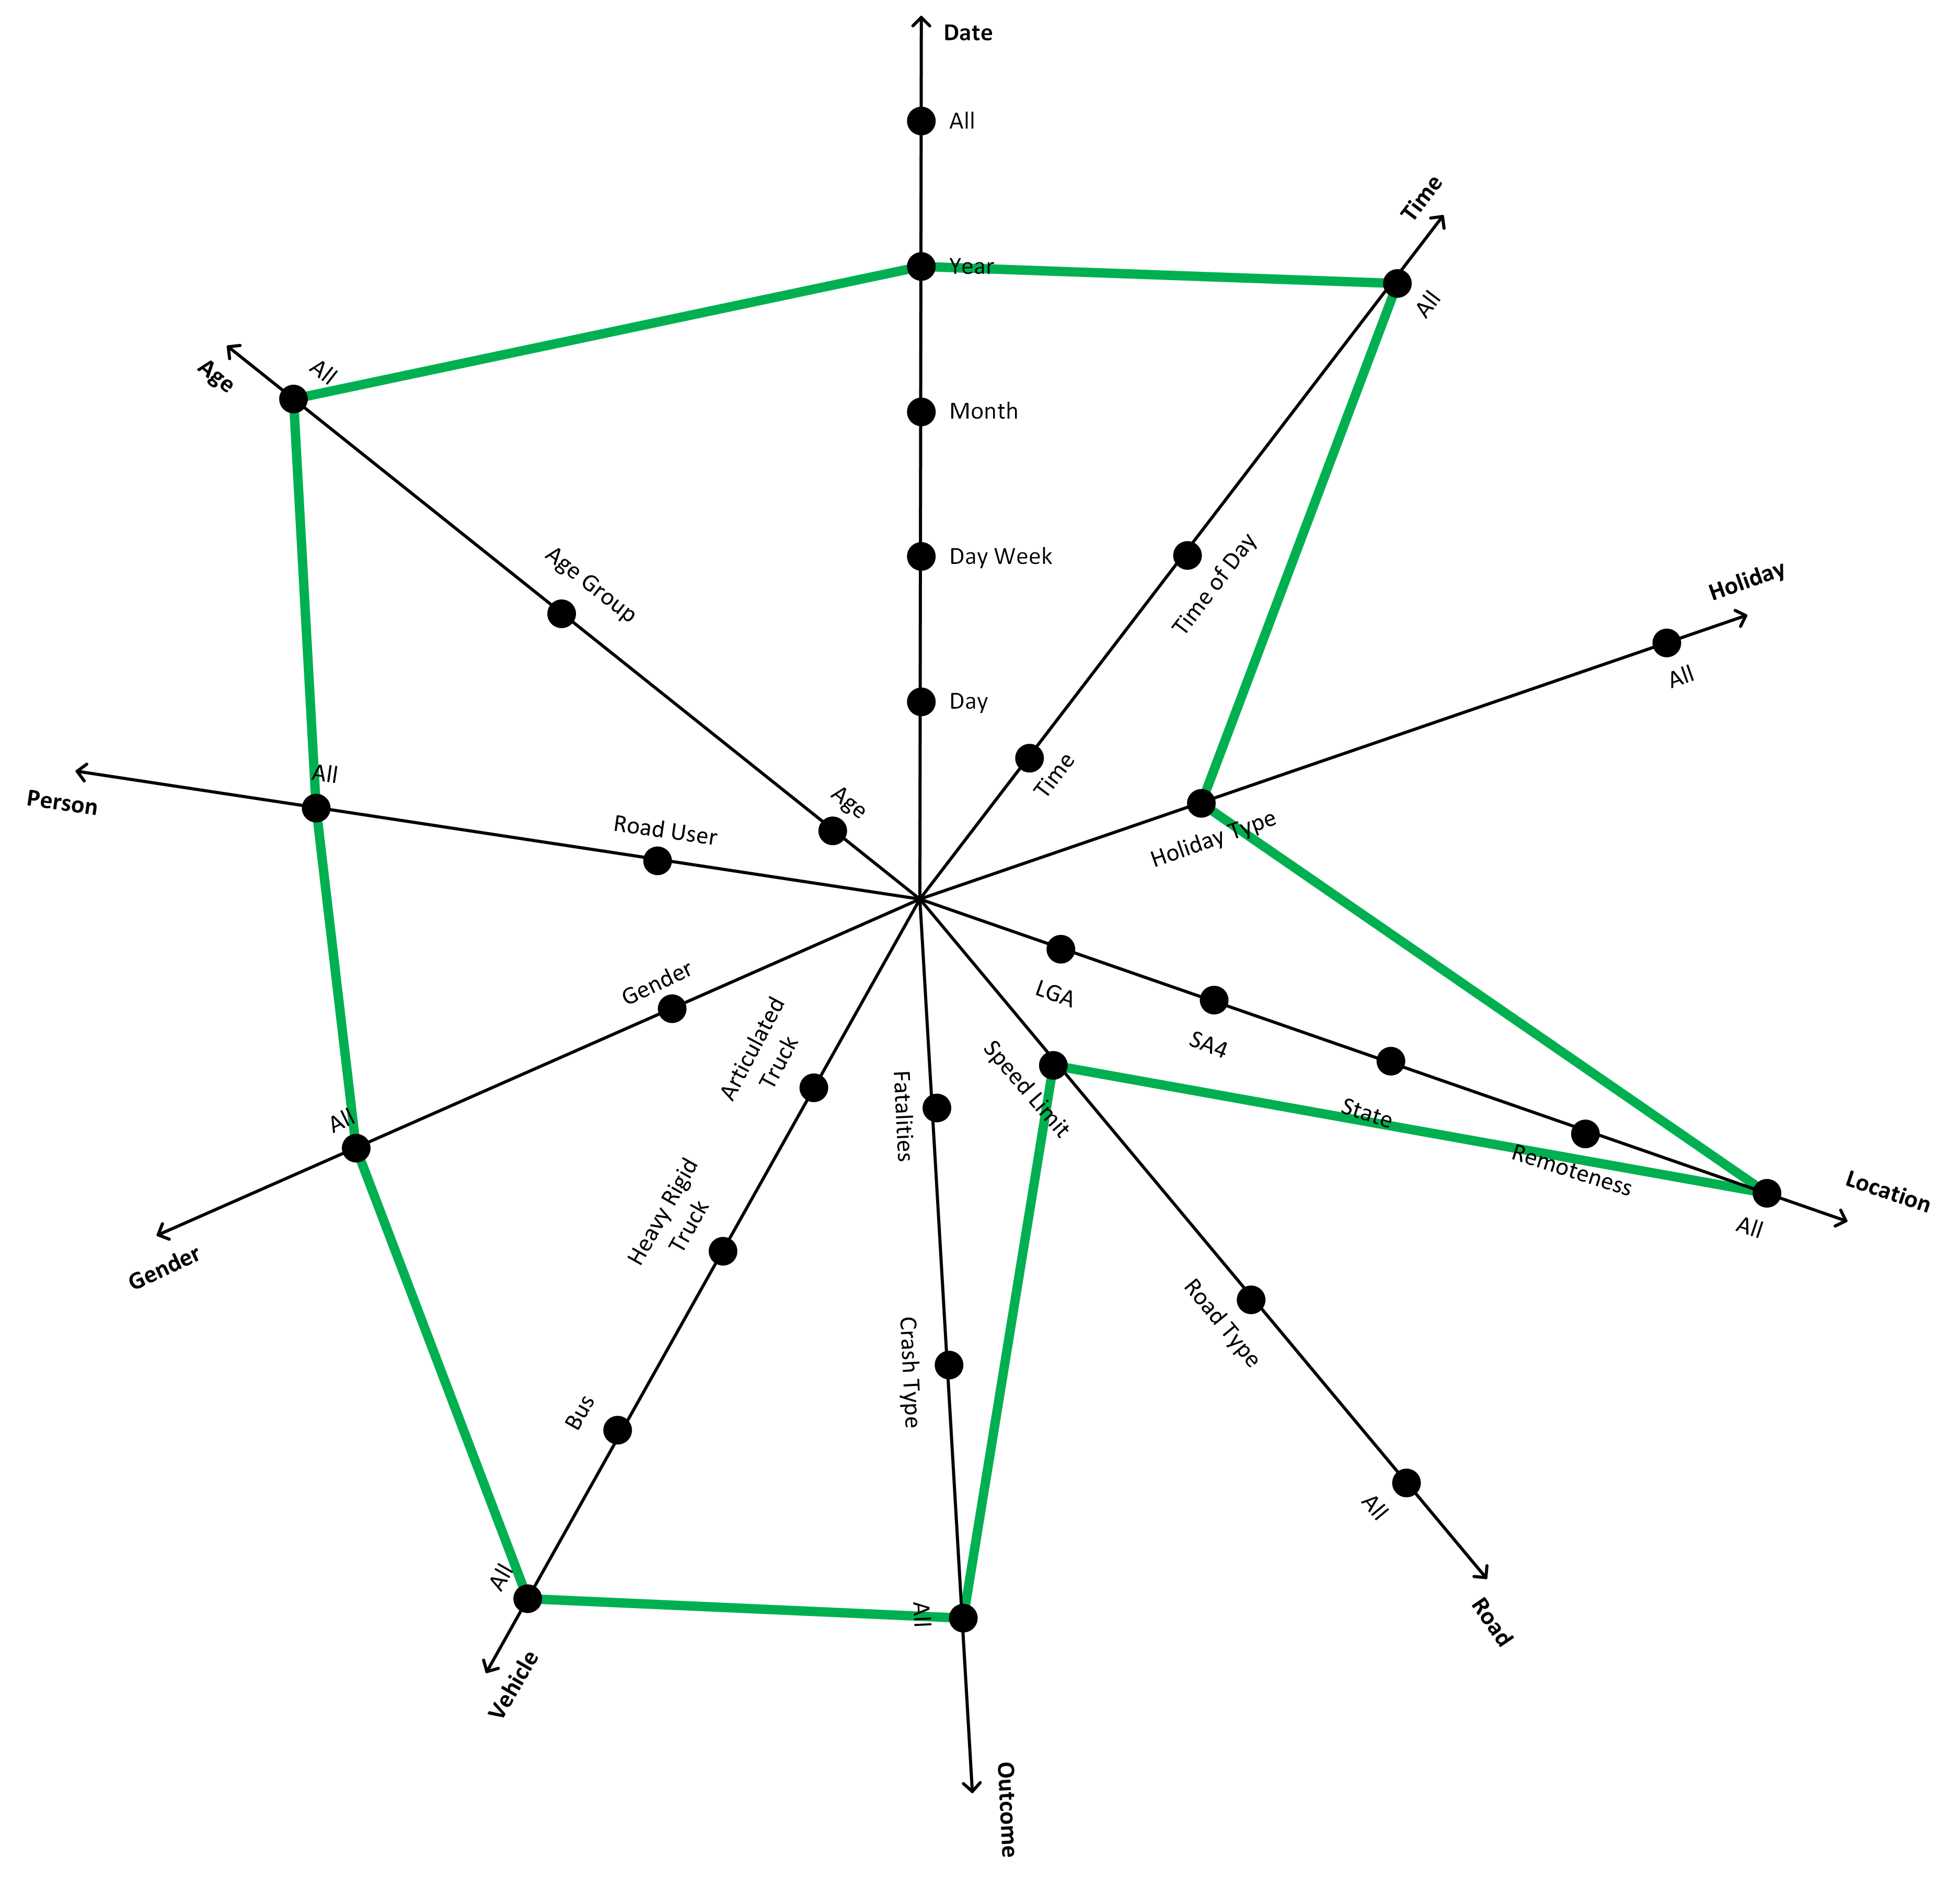 Date
All
Year
Month
Day Week
Day
Time
All
Time of Day
Time
Holiday
All
Holiday Type
Location
All
Remoteness
State
SA4
LGA
Road
All
Road Type
Speed Limit
Outcome
All
Crash Type
Fatalities
Vehicle
All
Bus
Heavy Rigid
Truck
Articulated
Truck
Gender
All
Gender
Person
All
Road User
Age
All
Age Group
Age